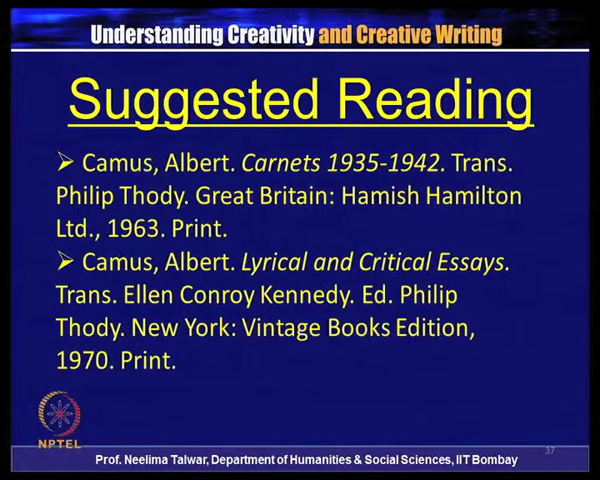 Understanding Creativity and Creative Writing
Suggested Reading
➢ Camus, Albert. Carnets 1935-1942. Trans.
Philip Thody. Great Britain: Hamish Hamilton
Ltd., 1963. Print.
➢ Camus, Albert. Lyrical and Critical Essays.
Trans. Ellen Conroy Kennedy. Ed. Philip
Thody. New York: Vintage Books Edition,
1970. Print.
NPTEL
37
Prof. Neelima Talwar, Department of Humanities & Social Sciences, IIT Bombay